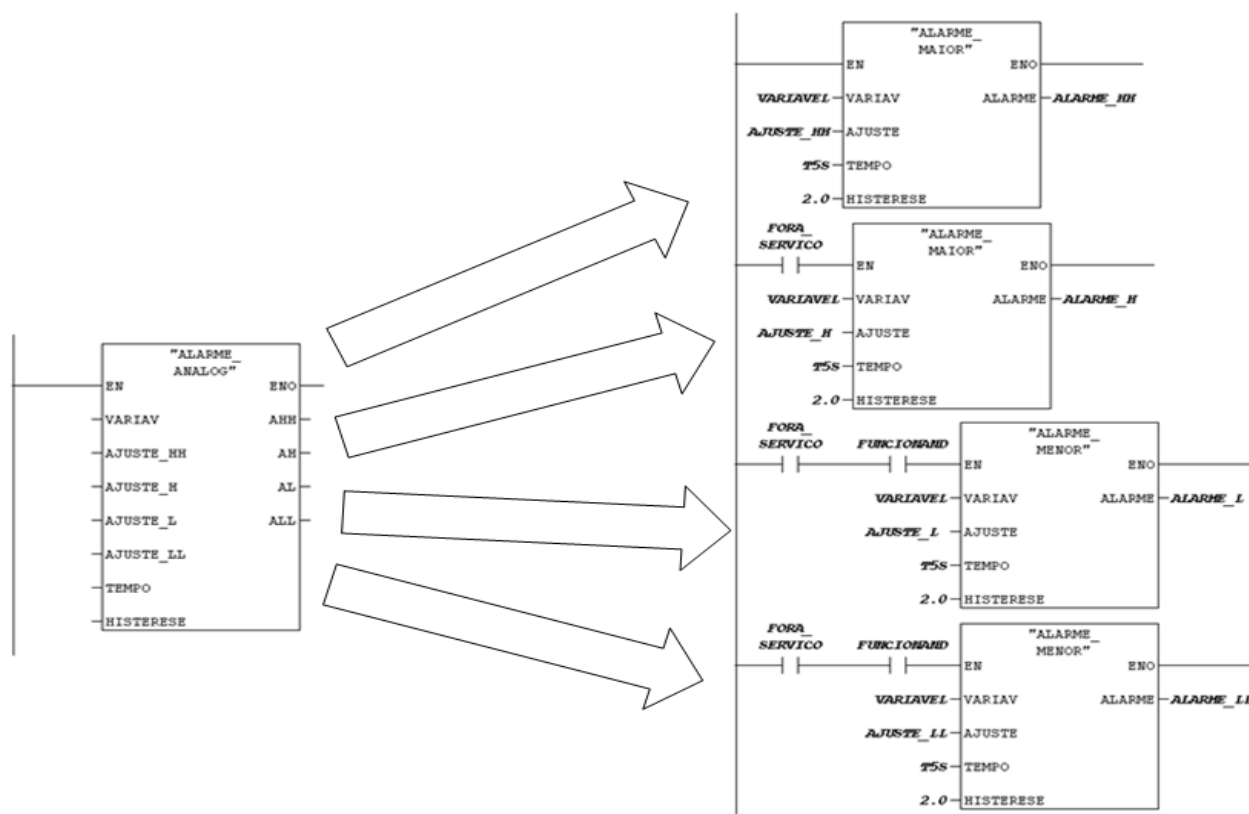 "ALARME_
ANALOG"
EN ENO
VARIAV AHH
AJUSTE_HH AH
AJUSTE_H AL
AJUSTE_L ALL
AJUSTE_LL
TEMPO
HISTERESE
"ALARME_
MAIOR"
EN ENO
VARIAVEL VARIAV ALARME ALARME_HH
AJUSTE_HH AJUSTE
T5S TEMPO
2.0 HISTERESE
FORA_
SERVICO
"ALARME_
MAIOR"
EN ENO
VARIAVEL VARIAV ALARME ALARME_H
AJUSTE_H AJUSTE
T5S TEMPO
2.0 HISTERESE
FORA_
SERVICO FUNCIONAND
"ALARME_
MENOR"
EN ENO
VARIAVEL VARIAV ALARME ALARME_L
AJUSTE_L AJUSTE
T5S TEMPO
2.0 HISTERESE
FORA_
SERVICO FUNCIONAND
"ALARME_
MENOR"
EN ENO
VARIAVEL VARIAV ALARME ALARME_LL
AJUSTE_LL AJUSTE
T5S TEMPO
2.0 HISTERESE